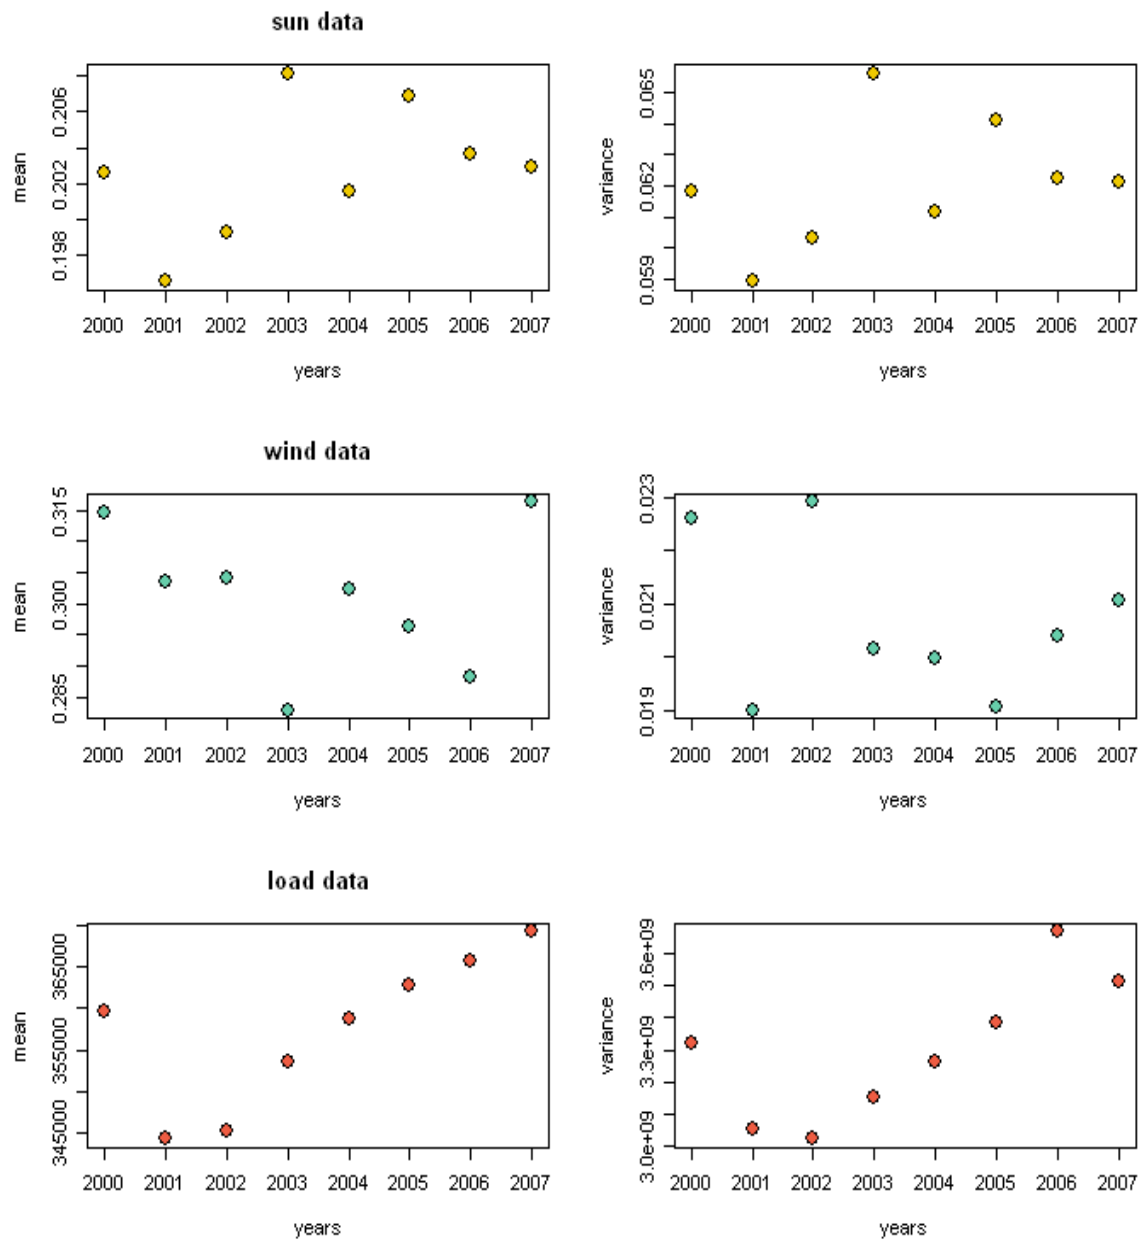 sun data
mean
0.198 0.202 0.206
2000 2001 2002 2003 2004 2005 2006 2007
years
variance
0.059 0.062 0.065
2000 2001 2002 2003 2004 2005 2006 2007
years
wind data
mean
0.285 0.300 0.315
2000 2001 2002 2003 2004 2005 2006 2007
years
variance
0.019 0.021 0.023
2000 2001 2002 2003 2004 2005 2006 2007
years
load data
mean
345000 355000 365000
2000 2001 2002 2003 2004 2005 2006 2007
years
variance
3.0e+09 3.3e+09 3.6e+09
2000 2001 2002 2003 2004 2005 2006 2007
years